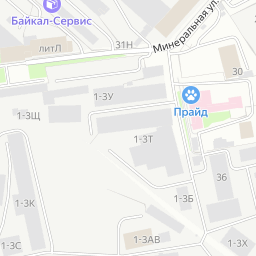 Байкал-Сервис
литЛ
31Н
Минеральная ул.
30
1-3У
Прайд
1-3Щ
1-3Т
36
1-3Б
1-3К
1-3АВ
1-3Х
1-3С